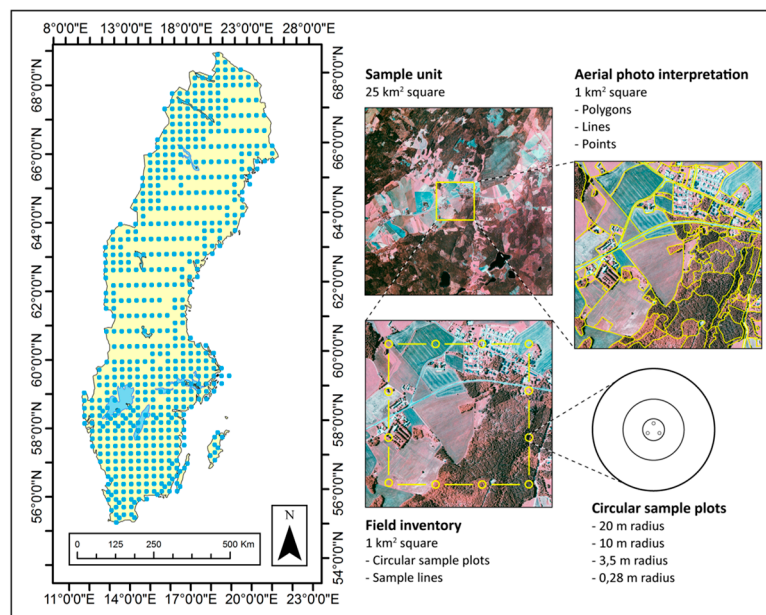 8°0'0"E 13°0'0"E 17°0'0"E 21°0'0"E 25°0'0"E
68°0'0"N
66°0'0"N
64°0'0"N
62°0'0"N
60°0'0"N
58°0'0"N
56°0'0"N
68°0'0"N
66°0'0"N
64°0'0"N
62°0'0"N
60°0'0"N
58°0'0"N
56°0'0"N
54°0'0"N
0 125 250 500 Km
N
11°0'0"E 14°0'0"E 17°0'0"E 20°0'0"E 23°0'0"E
Sample unit
25 km² square
Aerial photo interpretation
1 km² square
- Polygons
- Lines
- Points
Field inventory
1 km² square
- Circular sample plots
- Sample lines
Circular sample plots
- 20 m radius
- 10 m radius
- 3,5 m radius
- 0,28 m radius